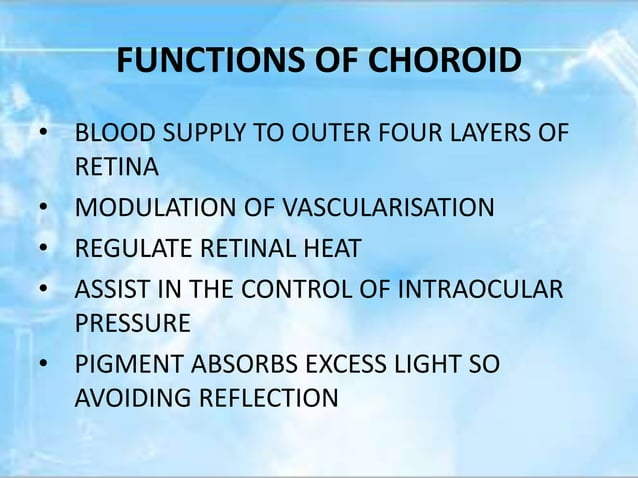 FUNCTIONS OF CHOROID
• BLOOD SUPPLY TO OUTER FOUR LAYERS OF
RETINA
• MODULATION OF VASCULARISATION
• REGULATE RETINAL HEAT
• ASSIST IN THE CONTROL OF INTRAOCULAR
PRESSURE
• PIGMENT ABSORBS EXCESS LIGHT SO
AVOIDING REFLECTION